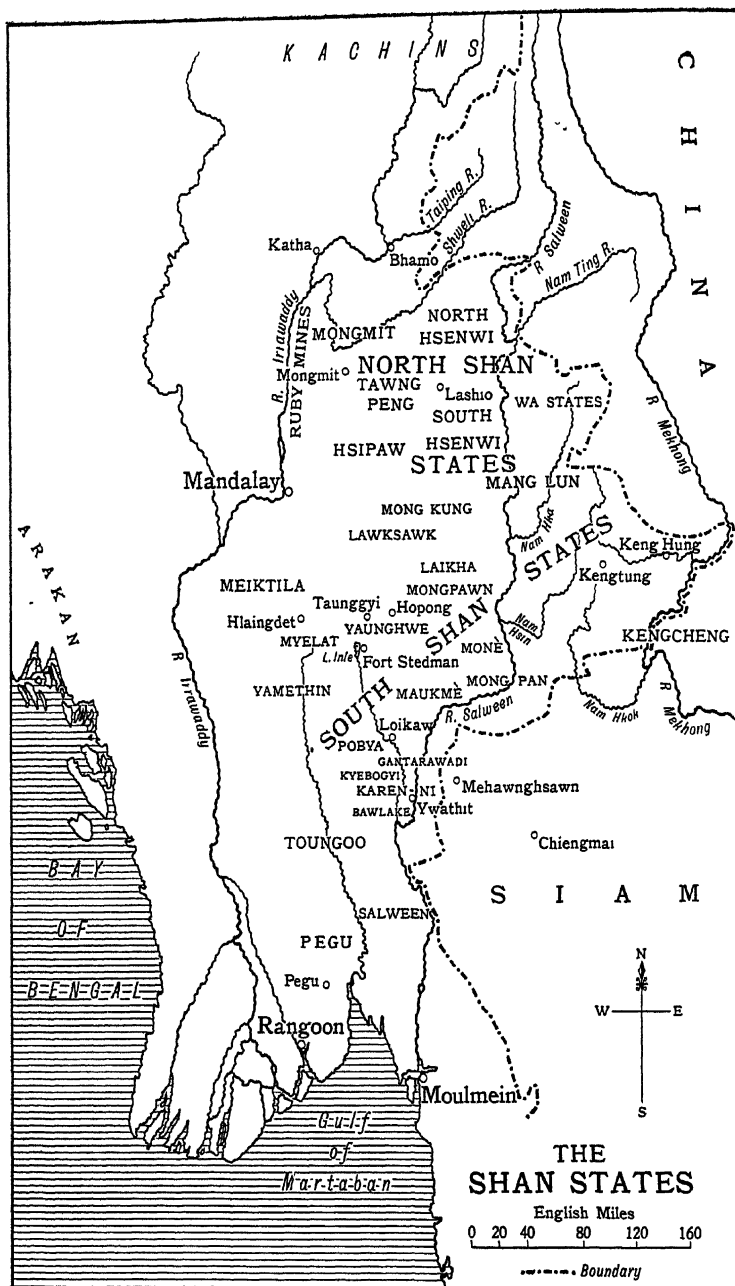 KACHINS
CHINA
Taiping R.
Shweli R.
R Salween
Nam Ting R.
Katha
Bhamo
R. Irrawaddy
RUBY MINES
MONGMIT
NORTH
HSENWI
NORTH SHAN
Mongmit
TAWNG
PENG
Lashio
SOUTH
HSENWI
WA STATES
R Mekhong
HSIPAW
STATES
MANG LUN
Mandalay
MONG KUNG
LAWKSAWK
Nam Hka
STATES
Keng Hung
Kengtung
ARAKAN
LAIKHA
MEIKTILA
MONGPAWN
Taunggyi
Hopong
Hlaingdet
YAUNGHWE
SHAN
Nam
Hsin
KENGCHENG
MYELAT
L. Inle
Fort Stedman
MONÈ
R Irrawaddy
YAMETHIN
SOUTH
MAUKMÈ
MONG PAN
R. Salween
Nam Hkok
R Mekhong
Loikaw
POBYA
GANTARAWADI
KYEBOGYI
KAREN-NI
Mehawnghsawn
BAWLAKE
Ywathit
TOUNGOO
Chiengmai
BAY
OF
BENGAL
SIAM
SALWEEN
PEGU
Pegu
N
W E
S
Rangoon
Moulmein
Gulf
of
Martaban
THE
SHAN STATES
English Miles
0 20 40 80 120 160
Boundary